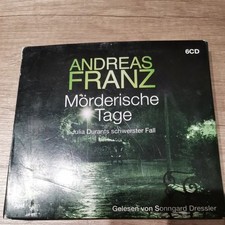 6CD
ANDREAS
FRANZ
Mörderische
Tage
Julia Durants schwerster Fall
Gelesen von Sonngard Dressler